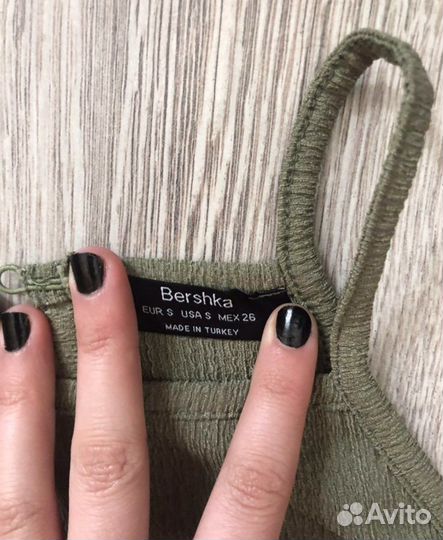 Bershka
EUR S USA S MEX 26
MADE IN TURKEY
Avito